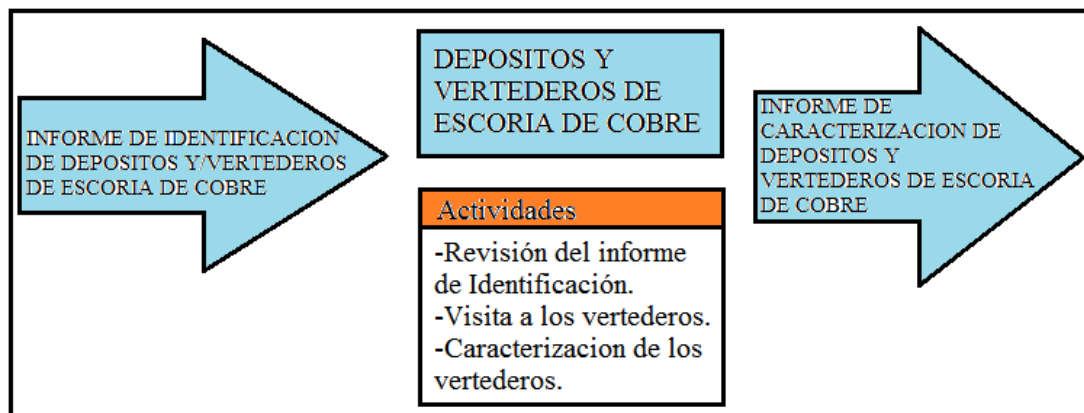 INFORME DE IDENTIFICACION
DE DEPOSITOS Y/VERTEDEROS
DE ESCORIA DE COBRE
DEPOSITOS Y
VERTEDEROS DE
ESCORIA DE COBRE
Actividades
-Revisión del informe
de Identificación.
-Visita a los vertederos.
-Caracterizacion de los
vertederos.
INFORME DE
CARACTERIZACION DE
DEPOSITOS Y
VERTEDEROS DE ESCORIA
DE COBRE